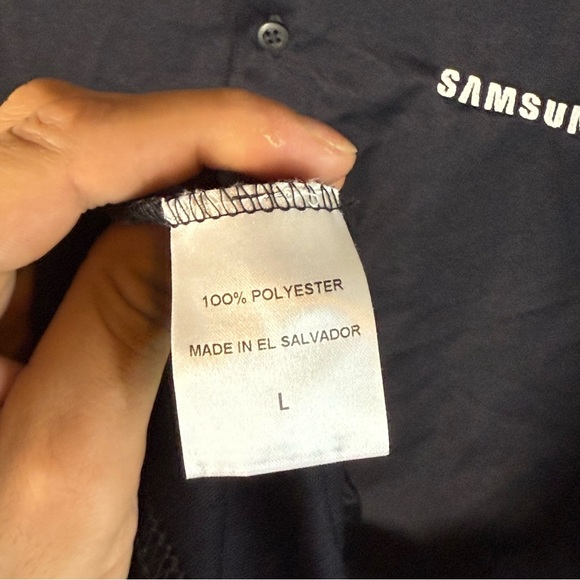 SAMSUN
100% POLYESTER
MADE IN EL SALVADOR
L